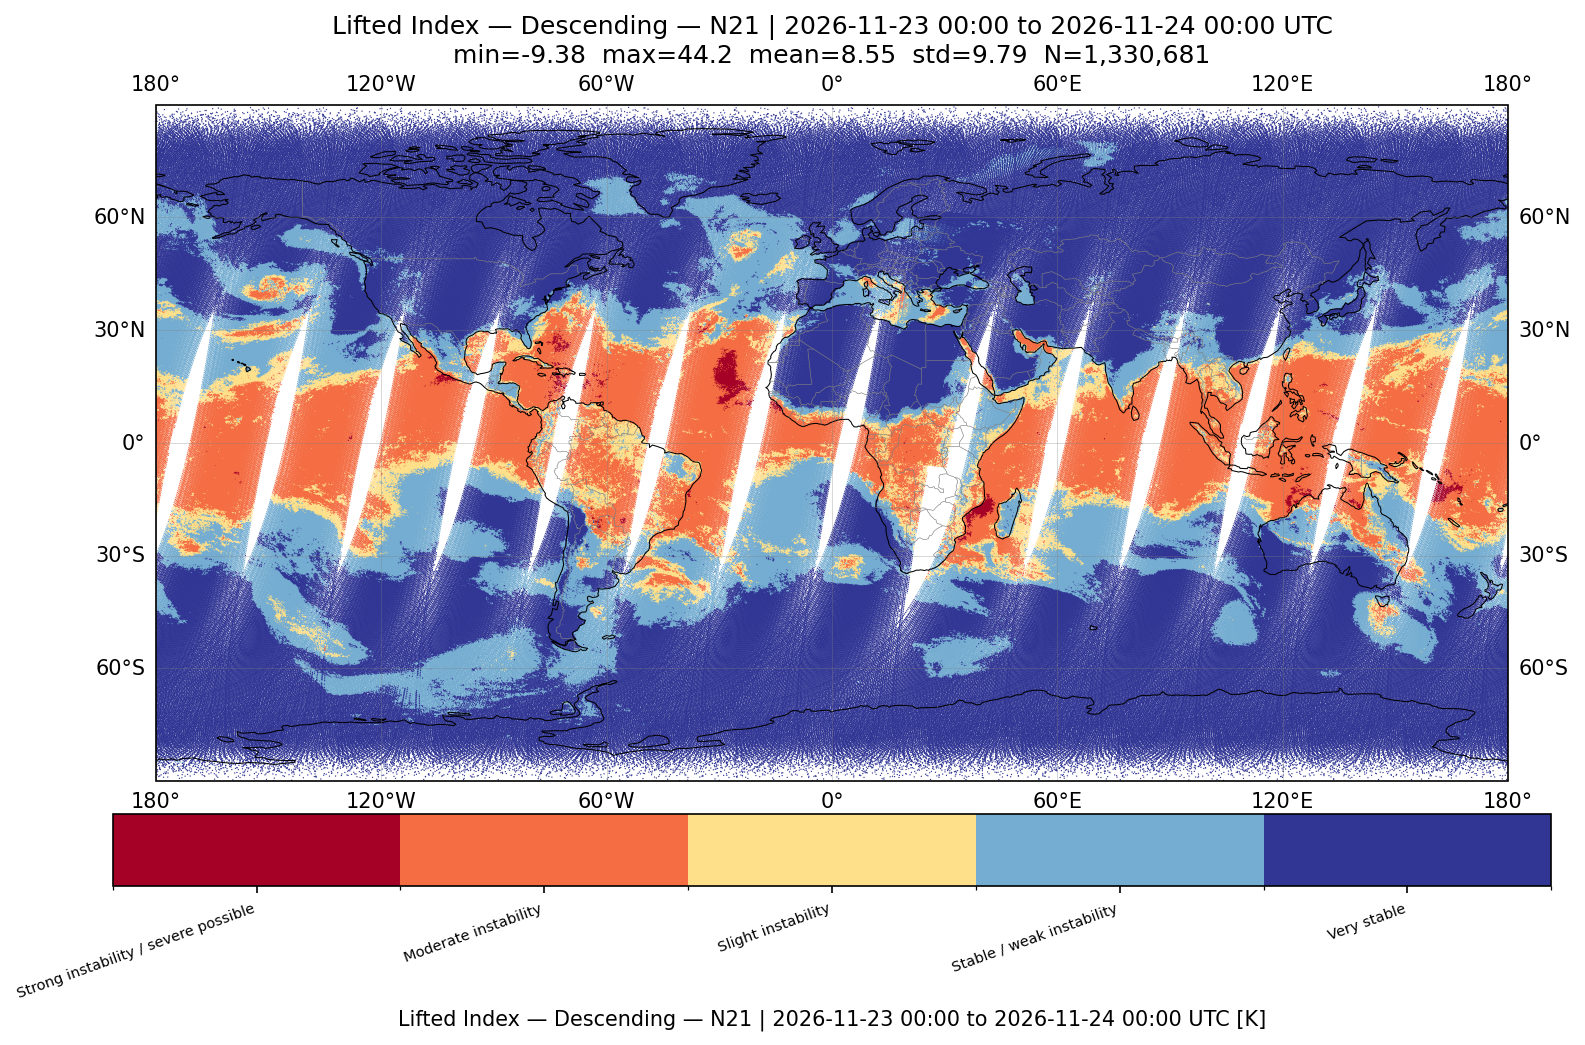 Lifted Index — Descending — N21 | 2026-11-23 00:00 to 2026-11-24 00:00 UTC
min=-9.38 max=44.2 mean=8.55 std=9.79 N=1,330,681
180° 120°W 60°W 0° 60°E 120°E 180°
60°N 60°N
30°N 30°N
0° 0°
30°S 30°S
60°S 60°S
180° 120°W 60°W 0° 60°E 120°E 180°
Strong instability / severe possible
Moderate instability
Slight instability
Stable / weak instability
Very stable
Lifted Index — Descending — N21 | 2026-11-23 00:00 to 2026-11-24 00:00 UTC [K]